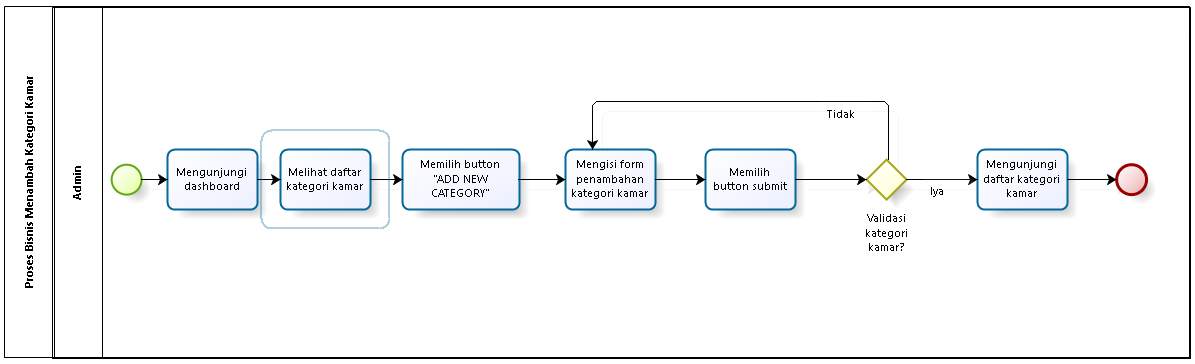 Proses Bisnis Menambah Kategori Kamar
Admin
Mengunjungi
dashboard
Melihat daftar
kategori kamar
Memilih button
"ADD NEW
CATEGORY"
Mengisi form
penambahan
kategori kamar
Memilih
button submit
Tidak
Validasi
kategori
kamar?
Iya
Mengunjungi
daftar kategori
kamar